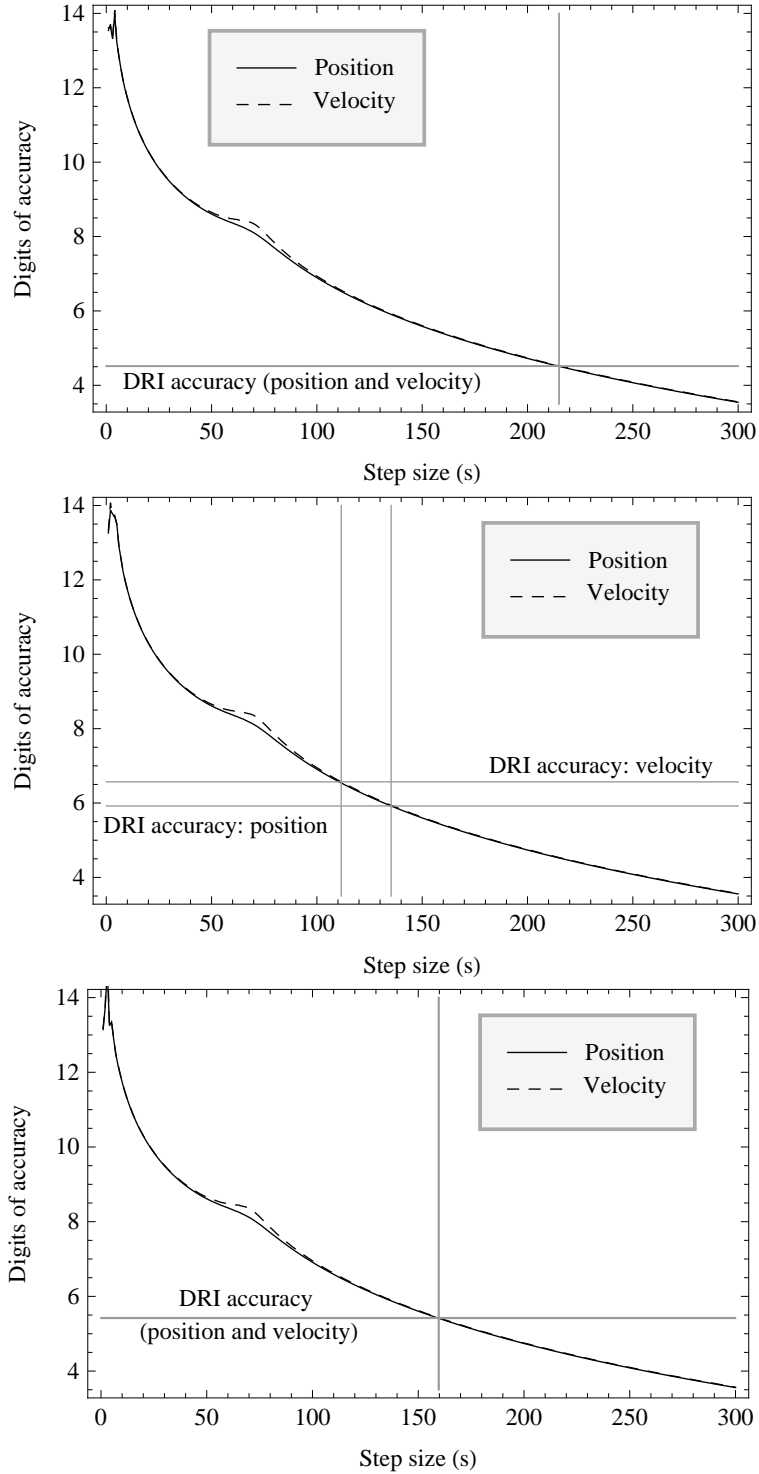 14
12
10
8
6
4
Digits of accuracy
Position
Velocity
DRI accuracy (position and velocity)
0 50 100 150 200 250 300
Step size (s)
14
12
10
8
6
4
Digits of accuracy
Position
Velocity
DRI accuracy: velocity
DRI accuracy: position
0 50 100 150 200 250 300
Step size (s)
14
12
10
8
6
4
Digits of accuracy
Position
Velocity
DRI accuracy
(position and velocity)
0 50 100 150 200 250 300
Step size (s)